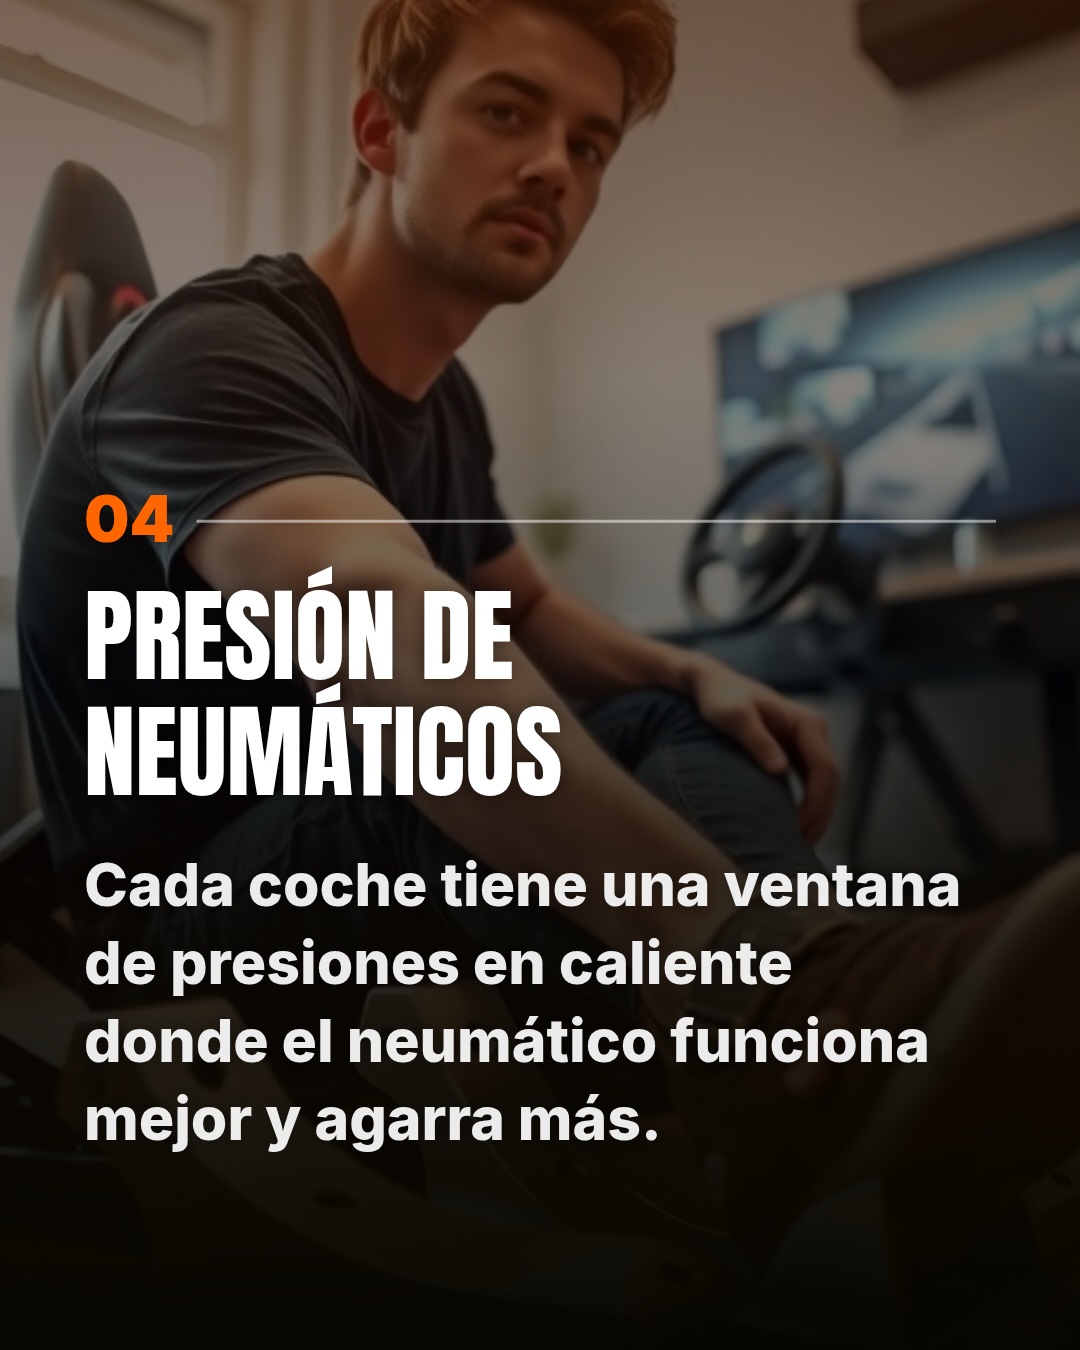 04
PRESIÓN DE
NEUMÁTICOS
Cada coche tiene una ventana
de presiones en caliente
donde el neumático funciona
mejor y agarra más.